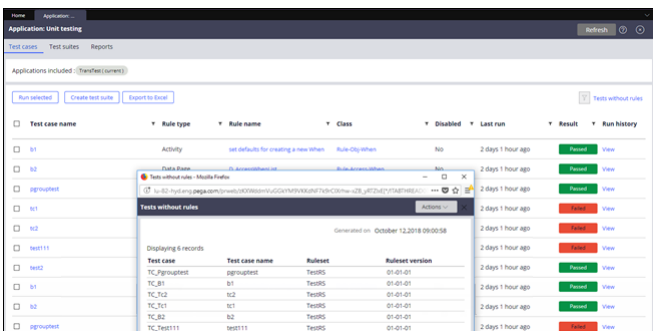 Home Application: ...
Application: Unit testing Refresh
Test cases Test suites Reports
Applications included : TransTest ( current )
Run selected Create test suite Export to Excel Tests without rules
Test case name Rule type Rule name Class Disabled Last run Result Run history
b1 Activity set defaults for creating a new When Rule-Obj-When No 2 days 1 hour ago Passed View
b2 Data Page Rule-Access-When No 2 days 1 hour ago Passed View
Tests without rules - Mozilla Firefox
pgrouptest 2 days 1 hour ago Passed View
Tests without rules Actions
tc1 2 days 1 hour ago Failed View
Generated on October 12,2018 09:00:58
tc2 2 days 1 hour ago Failed View
Displaying 6 records
test111 2 days 1 hour ago Failed View
Test case Test case name Ruleset Ruleset version
test2 TC_Pgrouptest pgrouptest TestRS 01-01-01 2 days 1 hour ago Passed View
b1 TC_B1 b1 TestRS 01-01-01 2 days 1 hour ago Passed View
TC_Tc2 tc2 TestRS 01-01-01
b2 TC_Tc1 tc1 TestRS 01-01-01 2 days 1 hour ago Passed View
TC_B2 b2 TestRS 01-01-01
pgrouptest TC_Test111 test111 TestRS 01-01-01 2 days 1 hour ago Failed View